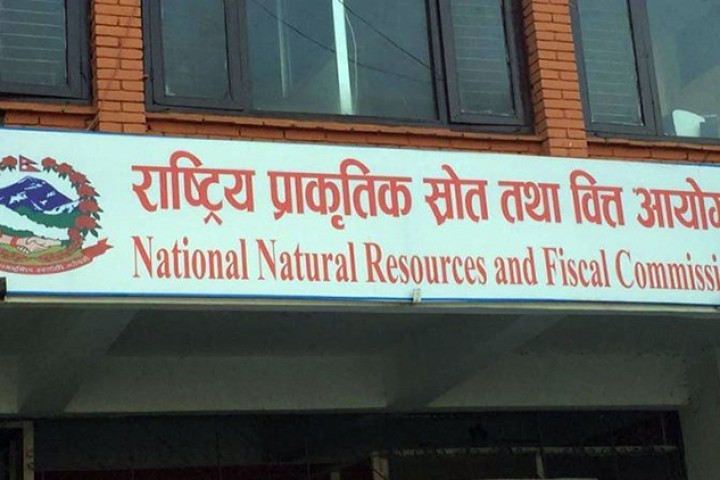 राष्ट्रिय प्राकृतिक स्रोत तथा वित्त आयोग
National Natural Resources and Fiscal Commissi